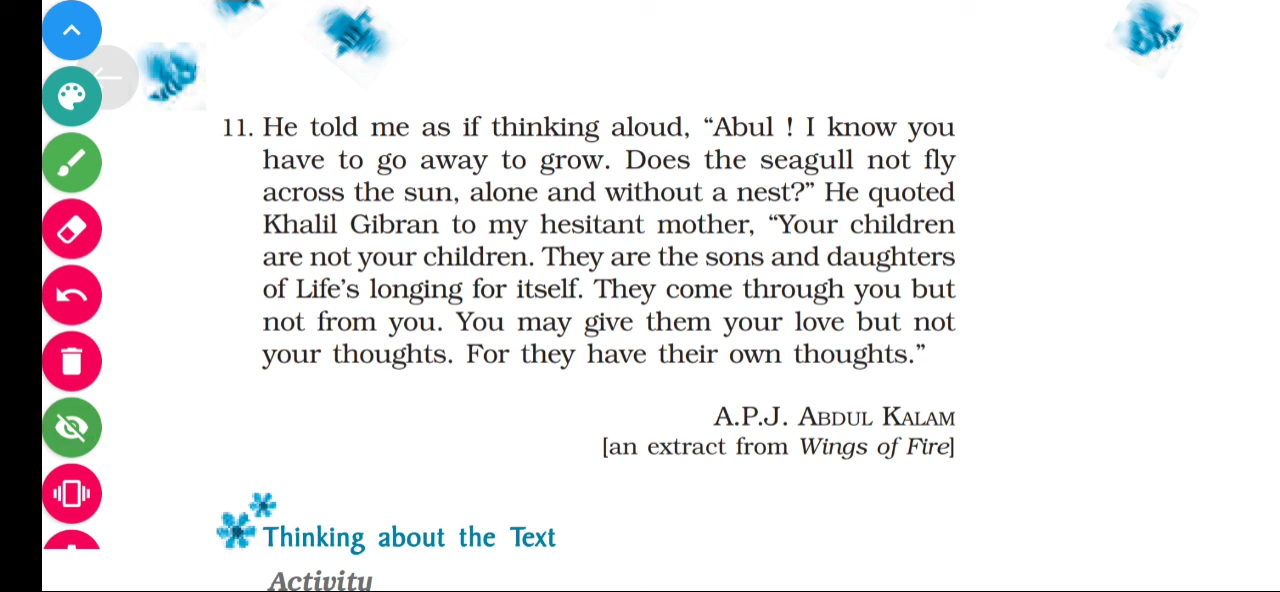 11. He told me as if thinking aloud, “Abul ! I know you
have to go away to grow. Does the seagull not fly
across the sun, alone and without a nest?” He quoted
Khalil Gibran to my hesitant mother, “Your children
are not your children. They are the sons and daughters
of Life’s longing for itself. They come through you but
not from you. You may give them your love but not
your thoughts. For they have their own thoughts.”
A.P.J. ABDUL KALAM
[an extract from Wings of Fire]
Thinking about the Text
Activity